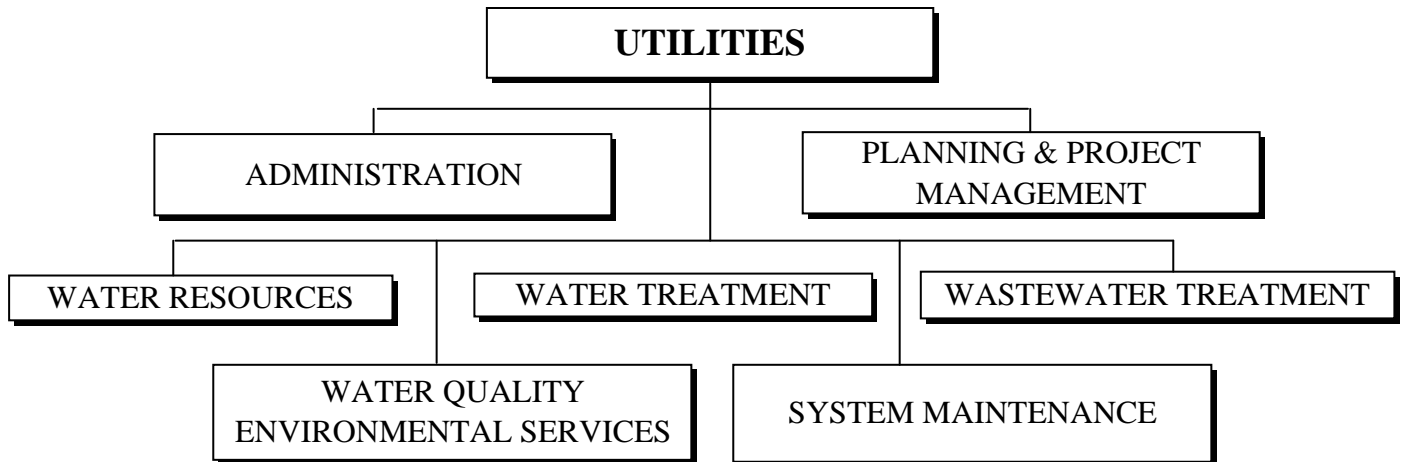 UTILITIES
ADMINISTRATION
PLANNING & PROJECT
MANAGEMENT
WATER RESOURCES
WATER TREATMENT
WASTEWATER TREATMENT
WATER QUALITY
ENVIRONMENTAL SERVICES
SYSTEM MAINTENANCE